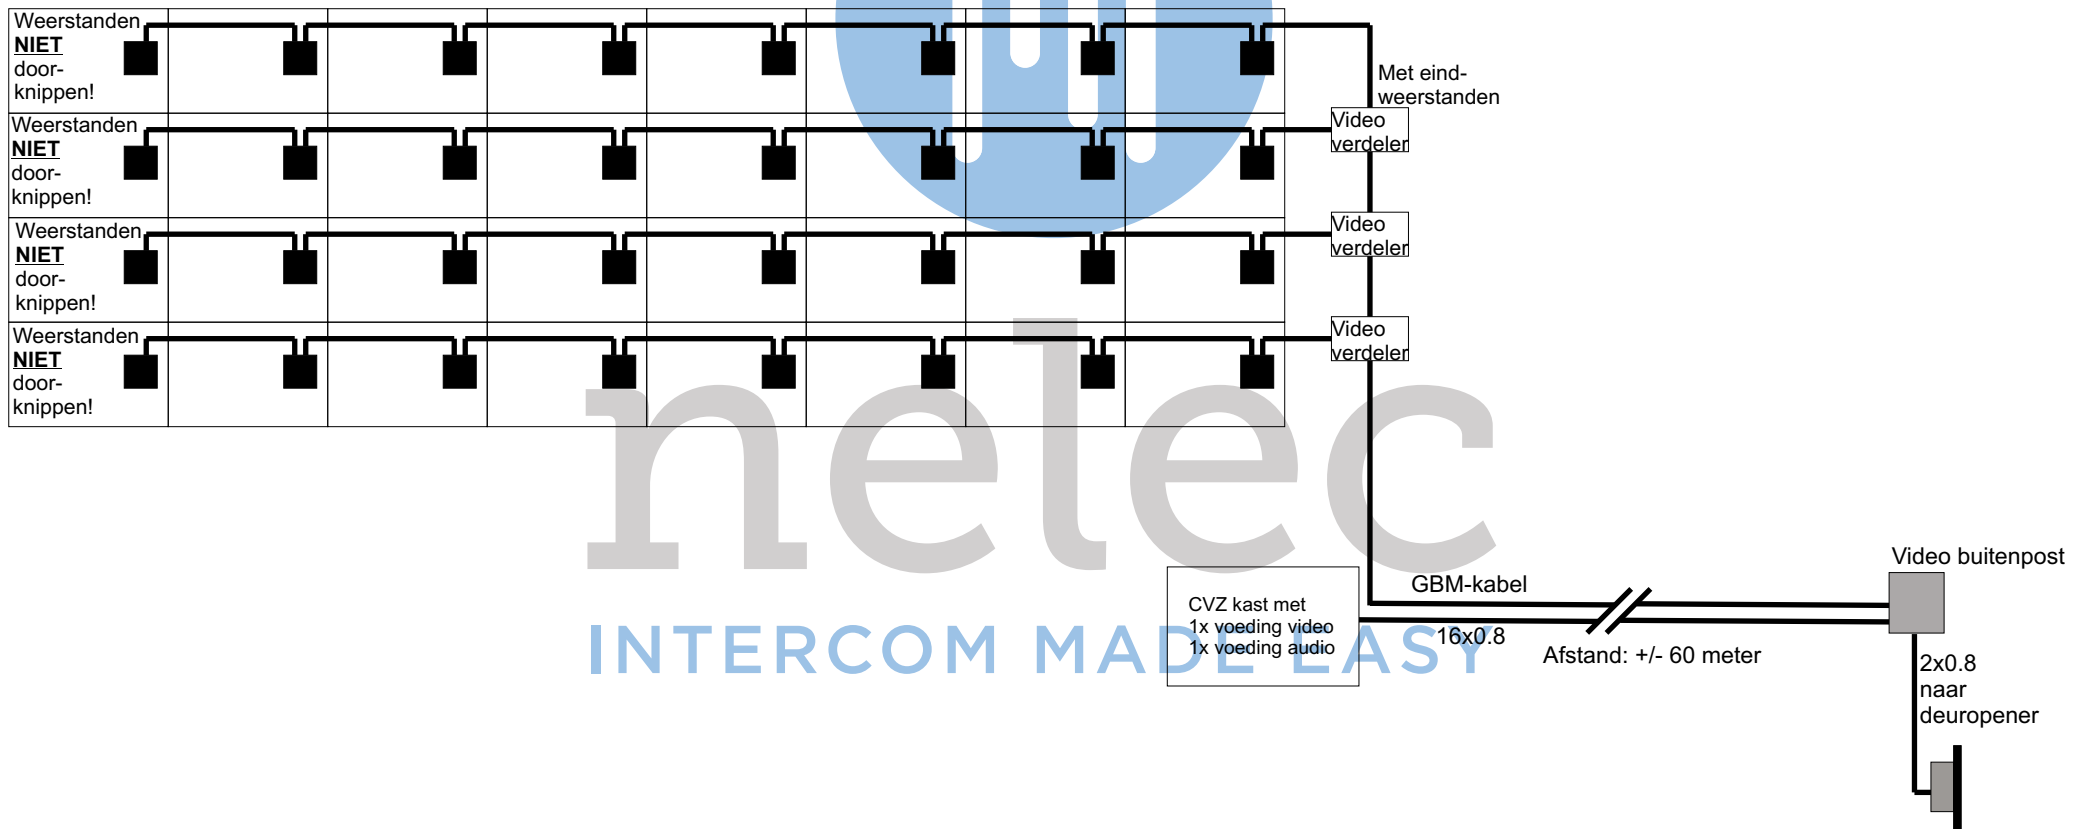 Weerstanden
NIET
door-
knippen!
Met eind-
weerstanden
Weerstanden
NIET
door-
knippen!
Video
verdeler
Weerstanden
NIET
door-
knippen!
Video
verdeler
Weerstanden
NIET
door-
knippen!
Video
verdeler
nelec
INTERCOM MADE EASY
Video buitenpost
GBM-kabel
CVZ kast met
1x voeding video
1x voeding audio
16x0.8
Afstand: +/- 60 meter
2x0.8
naar
deuropener